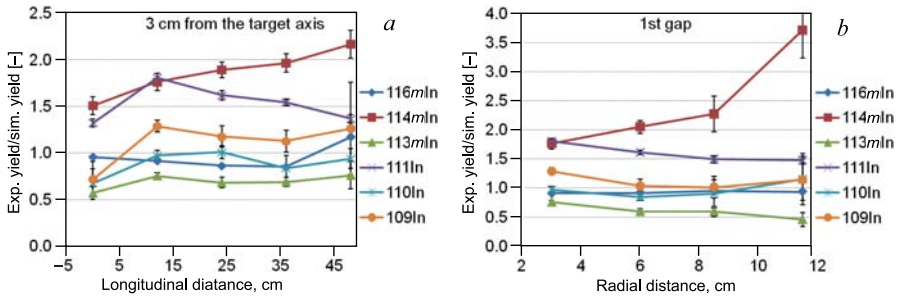 3 cm from the target axis
a
Exp. yield/sim. yield [–]
2.5
2.0
1.5
1.0
0.5
0.0
–5
5
15
25
35
45
Longitudinal diatance, cm
116mIn
114mIn
113mIn
111In
110In
109In
1st gap
b
Exp. yield/sim. yield [–]
4.0
3.5
3.0
2.5
2.0
1.5
1.0
0.5
0.0
2
4
6
8
10
12
Radial distance, cm
116mIn
114mIn
113mIn
111In
110In
109In